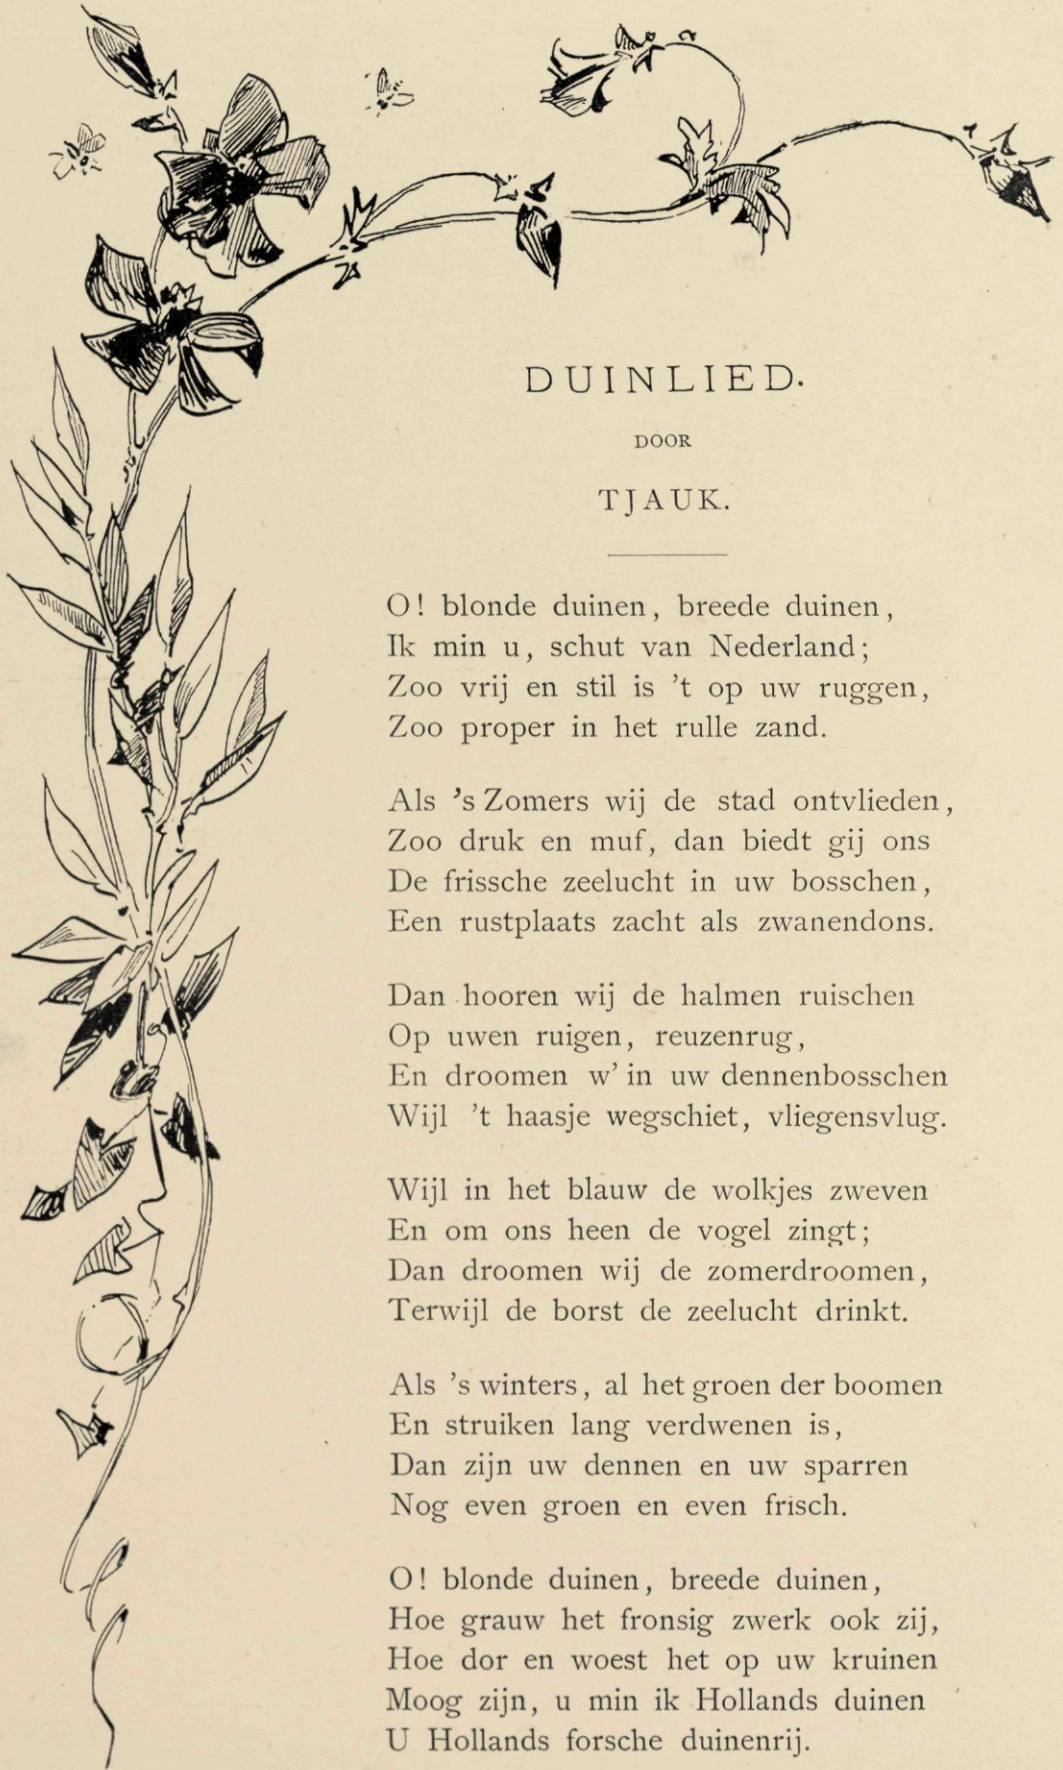 DUINLIED.
DOOR
TJAUK.
O! blonde duinen, breede duinen,
Ik min u, schut van Nederland;
Zoo vrij en stil is 't op uw ruggen,
Zoo proper in het rulle zand.
Als 's Zomers wij de stad ontvlieden,
Zoo druk en muf, dan biedt gij ons
De frissche zeelucht in uw bosschen,
Een rustplaats zacht als zwanendons.
Dan hooren wij de halmen ruischen
Op uwen ruigen, reuzenrug,
En droomen w' in uw dennenbosschen
Wijl 't haasje wegschiet, vliegensvlug.
Wijl in het blauw de wolkjes zweven
En om ons heen de vogel zingt;
Dan droomen wij de zomerdroomen,
Terwijl de borst de zeelucht drinkt.
Als 's winters, al het groen der boomen
En struiken lang verdwenen is,
Dan zijn uw dennen en uw sparren
Nog even groen en even frisch.
O! blonde duinen, breede duinen,
Hoe grauw het fronsig zwerk ook zij,
Hoe dor en woest het op uw kruinen
Moog zijn, u min ik Hollands duinen
U Hollands forsche duinenrij.